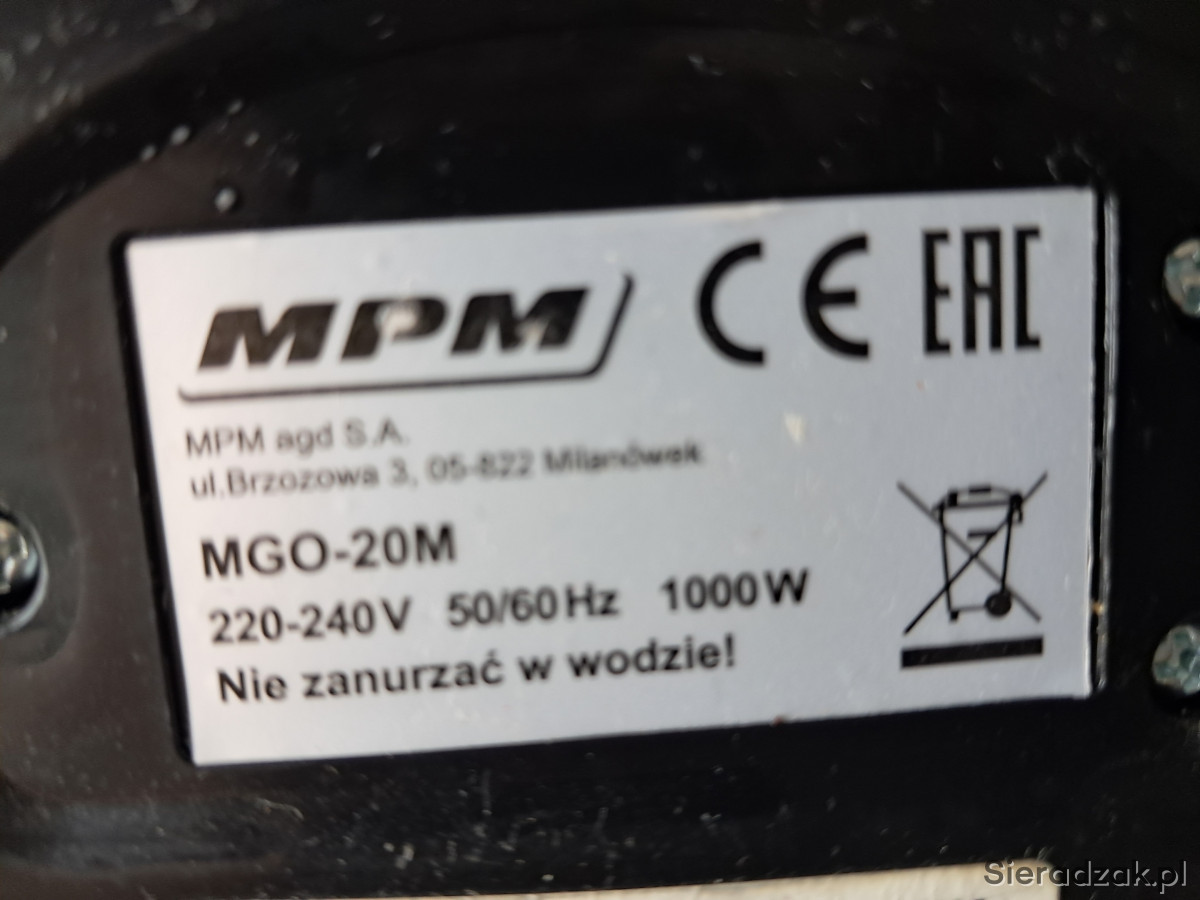 MPM CE EAC
MPM agd S.A.
ul.Brzozowa 3, 05-822 Milanówek
MGO-20M
220-240V 50/60Hz 1000W
Nie zanurzać w wodzie!
Sieradzak.pl